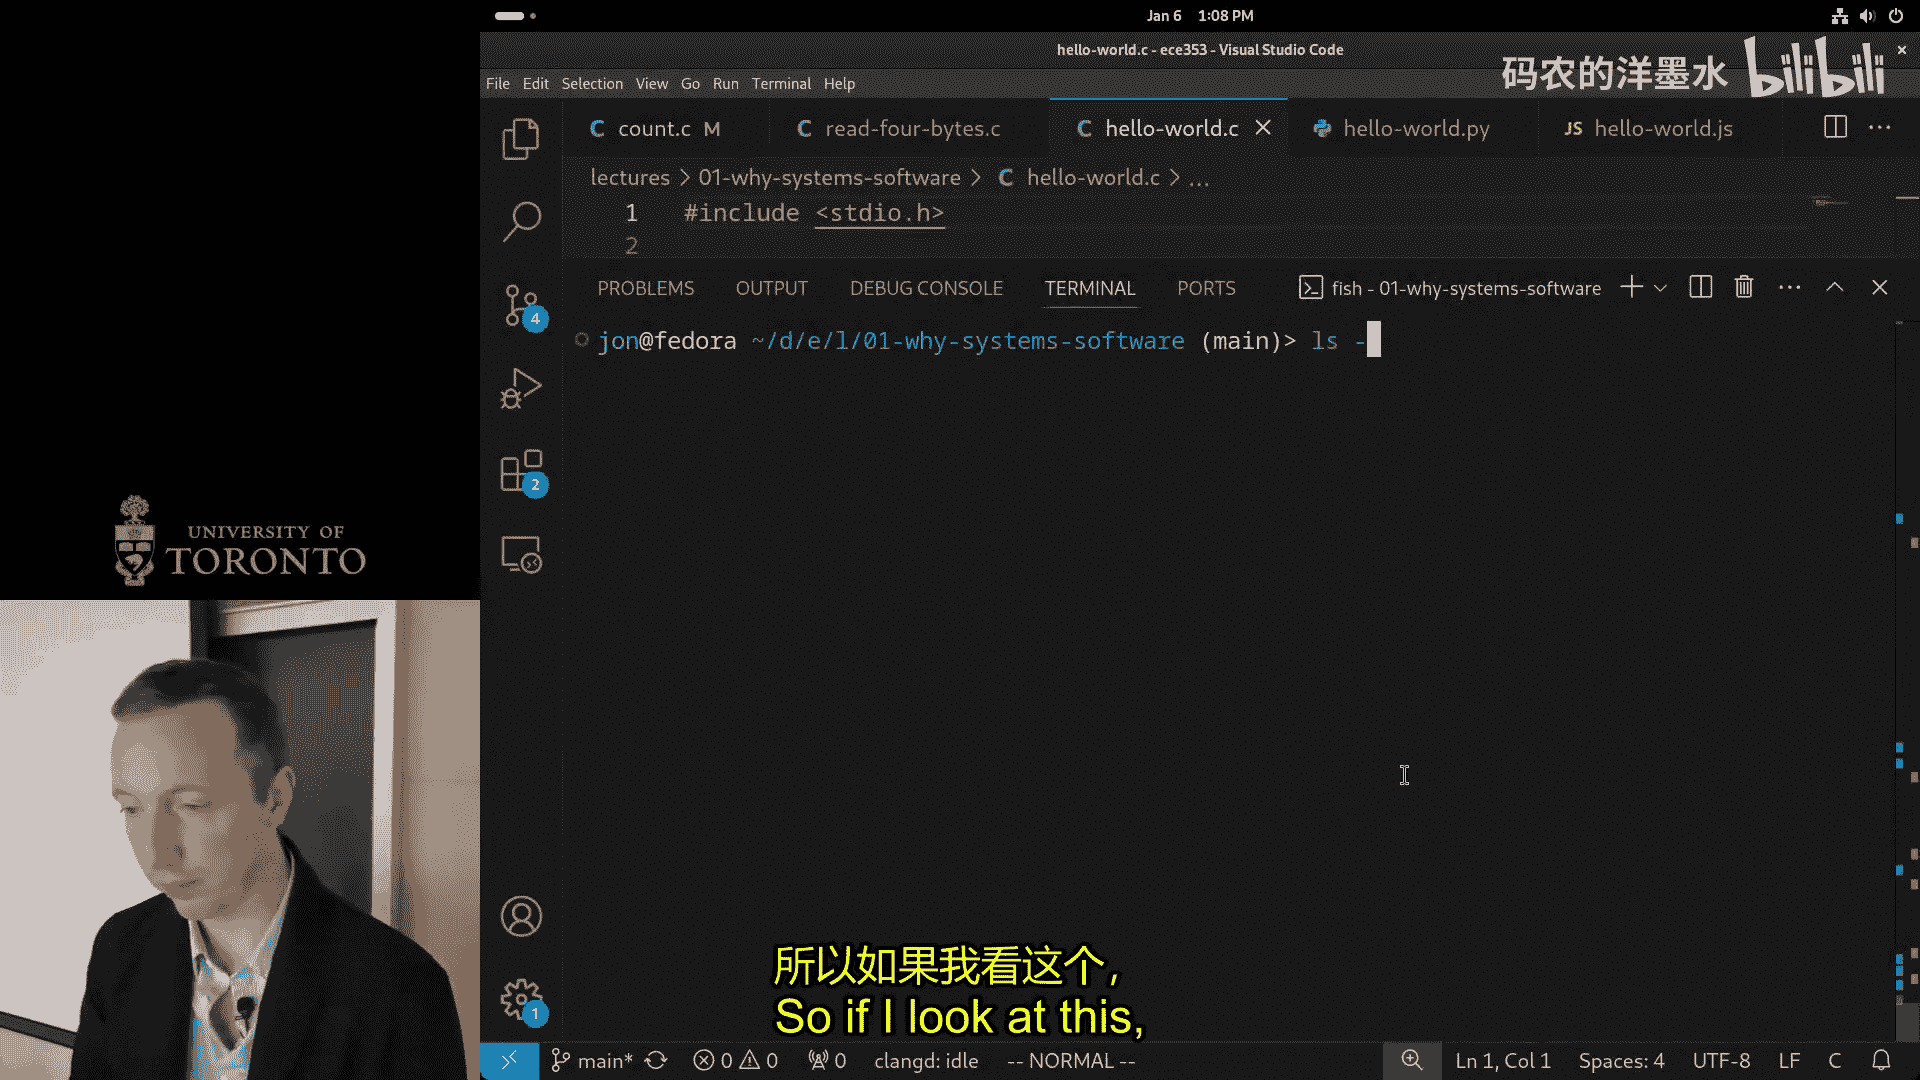 Jan 6 1:08 PM
hello-world.c - ece353 - Visual Studio Code
码农的洋墨水 bilibili
File Edit Selection View Go Run Terminal Help
C count.c M C read-four-bytes.c C hello-world.c hello-world.py JS hello-world.js
lectures > 01-why-systems-software > C hello-world.c > ...
1 #include <stdio.h>
2
PROBLEMS OUTPUT DEBUG CONSOLE TERMINAL PORTS fish - 01-why-systems-software
4
jon@fedora ~/d/e/l/01-why-systems-software (main)> ls -
2
UNIVERSITY OF
TORONTO
所以如果我看这个，
So if I look at this,
1
main* 0 0 0 clangd: idle -- NORMAL -- Ln 1, Col 1 Spaces: 4 UTF-8 LF C